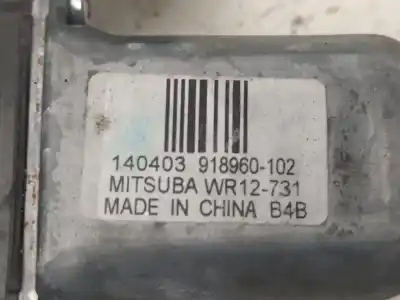 140403 918960-102
MITSUBA WR12-731
MADE IN CHINA B4B